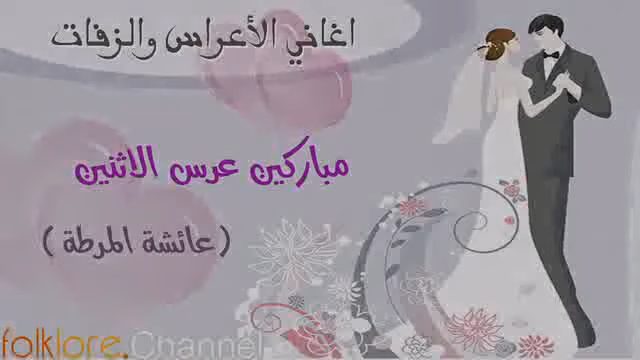 اغاني الأعراس والزفات
مباركين عرس الاثنين
( عائشة المرطة )
folklore.Channel